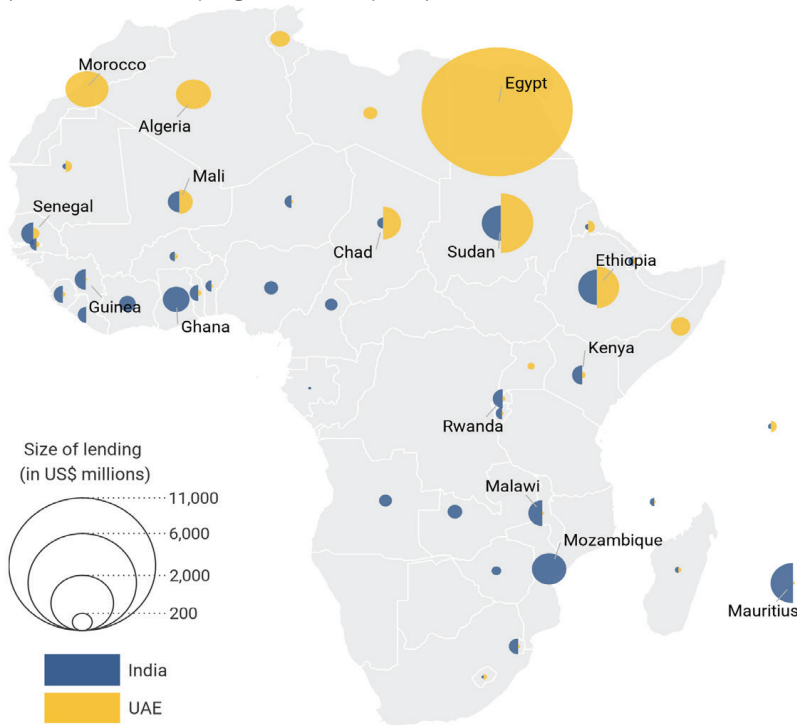 Morocco
Algeria
Egypt
Mali
Senegal
Chad
Sudan
Ethiopia
Guinea
Ghana
Kenya
Rwanda
Malawi
Mozambique
Mauritius
Size of lending
(in US$ millions)
11,000
6,000
2,000
200
India
UAE